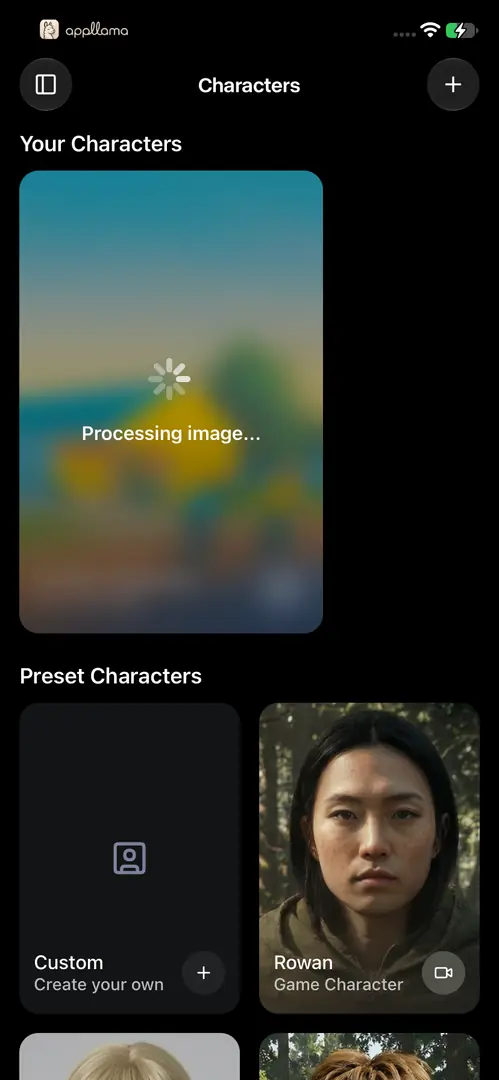 appllama
Characters
Your Characters
Processing image...
Preset Characters
Custom
Create your own
Rowan
Game Character